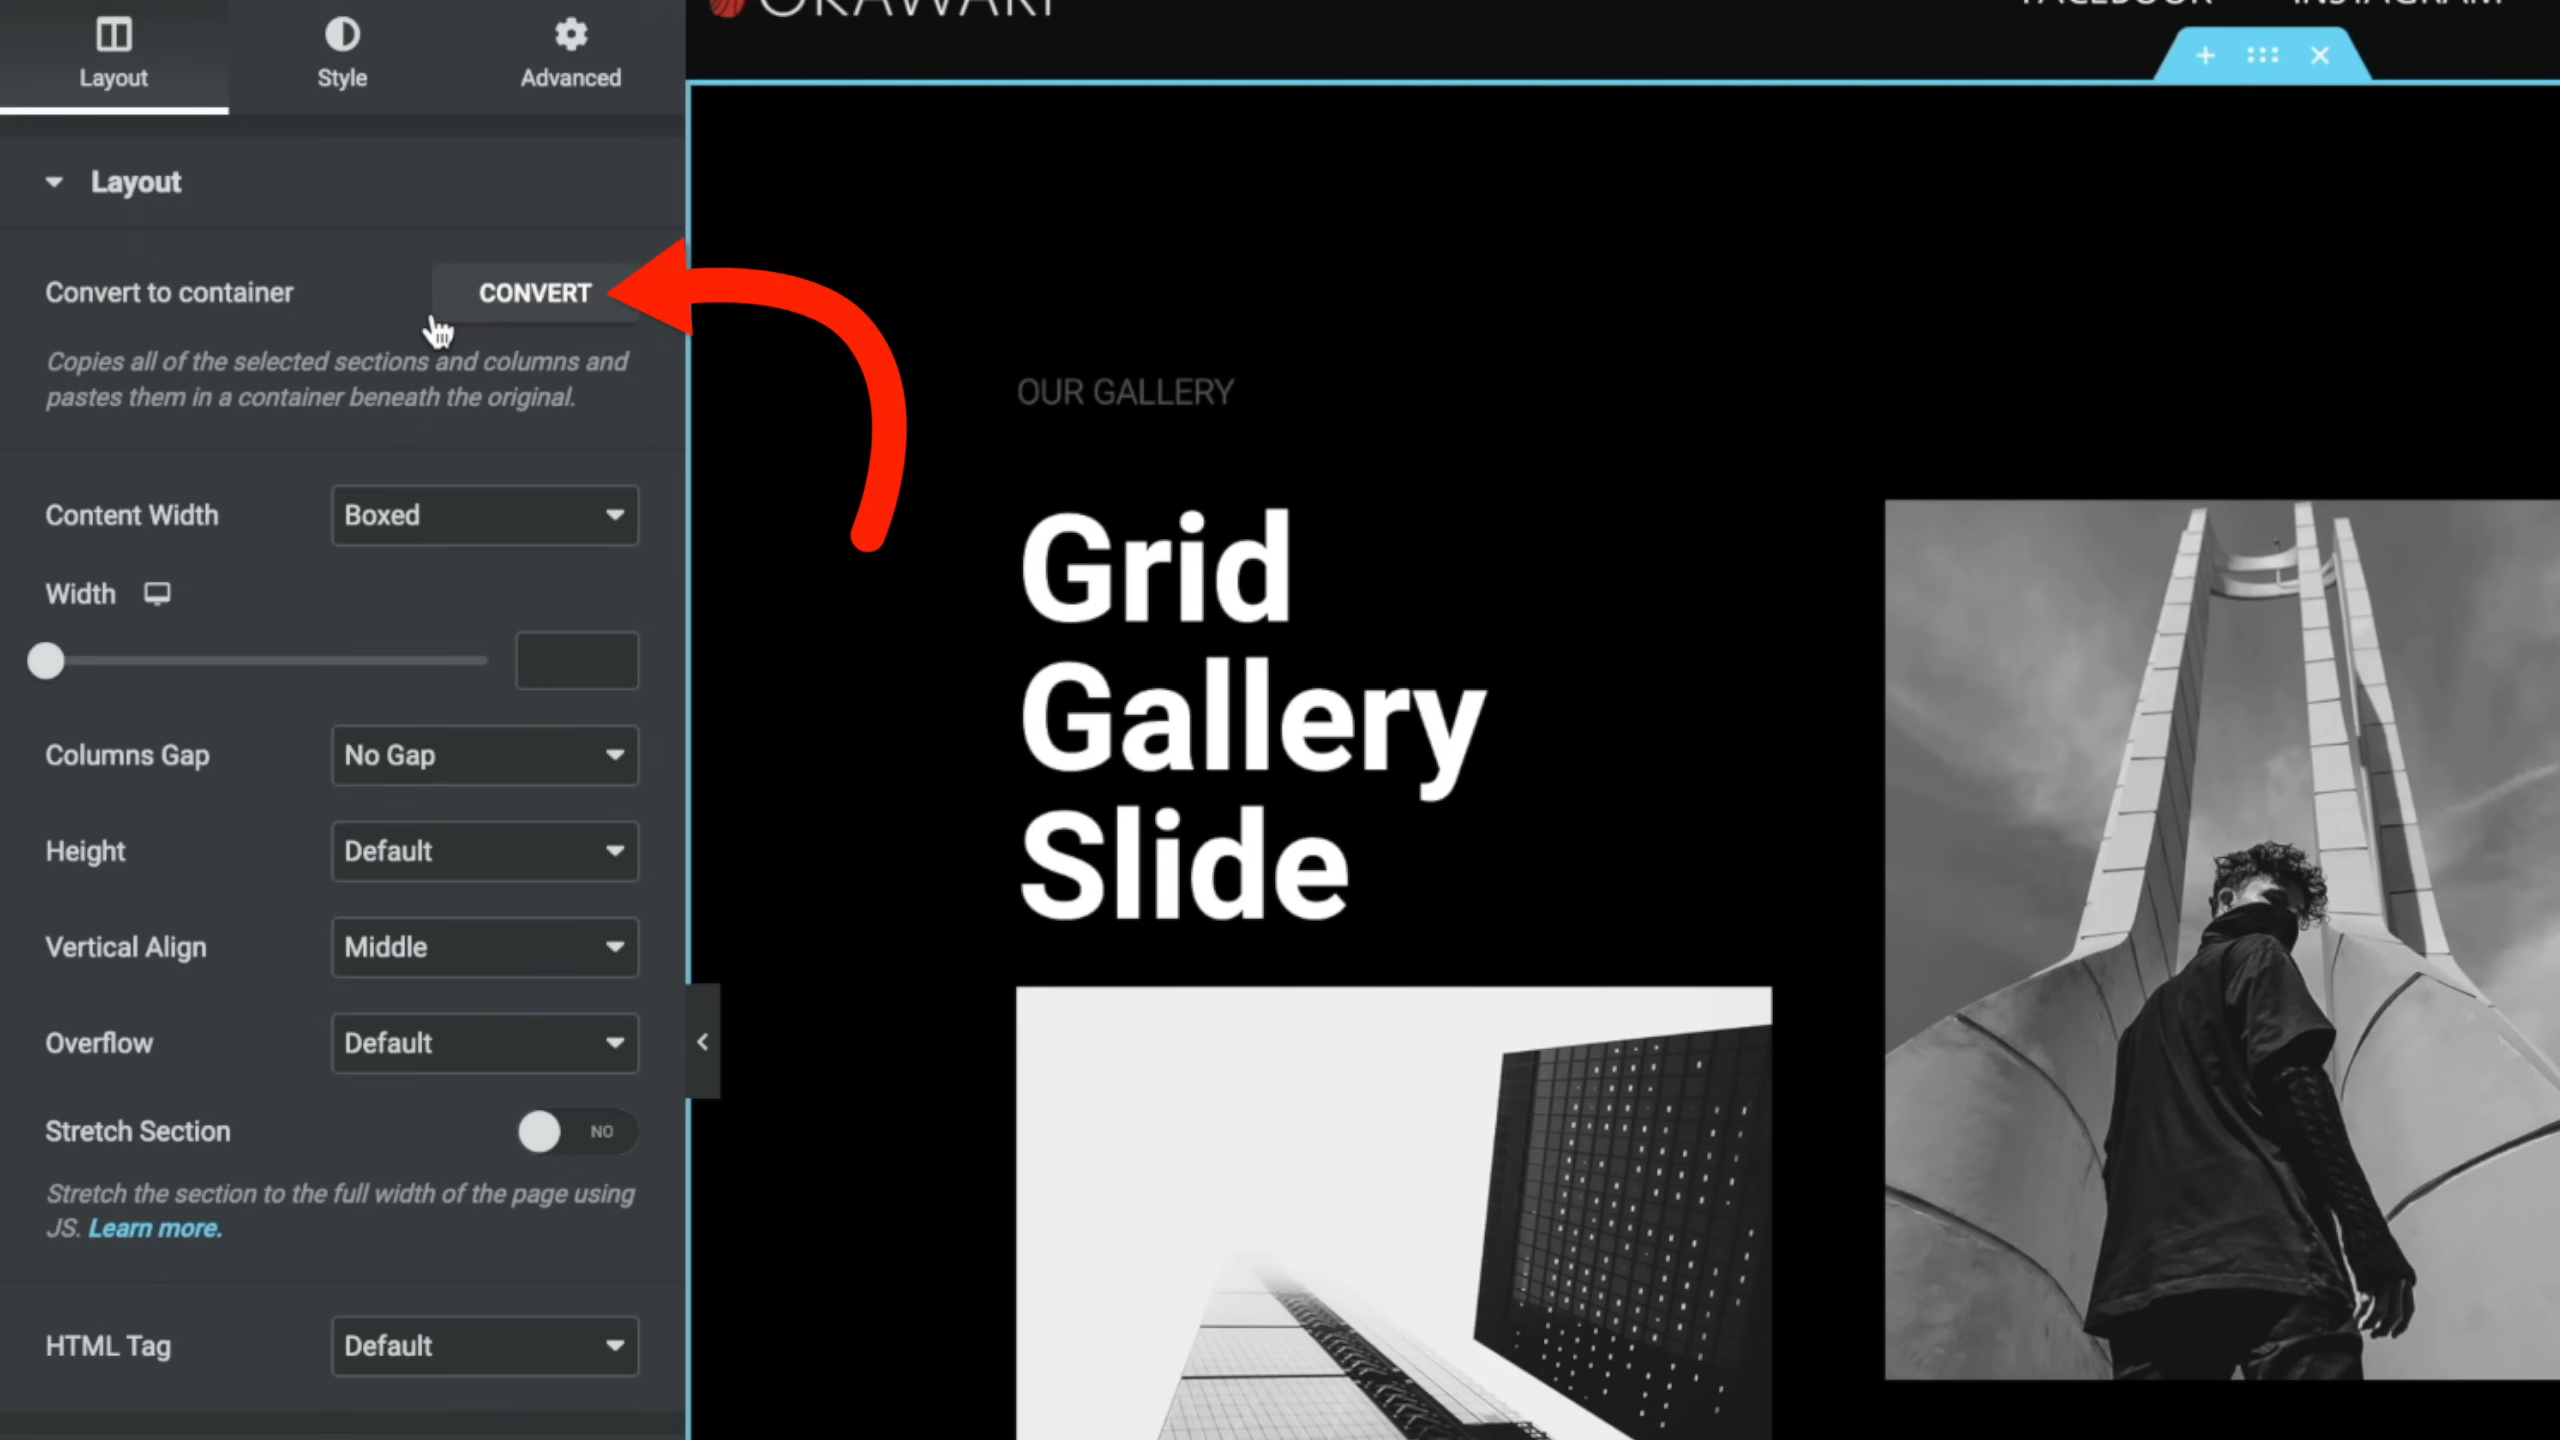 OKAWARI
FACEBOOK INSTAGRAM
Layout
Style
Advanced
Layout
Convert to container
CONVERT
Copies all of the selected sections and columns and
pastes them in a container beneath the original.
Content Width
Boxed
Width
Columns Gap
No Gap
Height
Default
Vertical Align
Middle
Overflow
Default
Stretch Section
NO
Stretch the section to the full width of the page using
JS. Learn more.
HTML Tag
Default
OUR GALLERY
Grid
Gallery
Slide